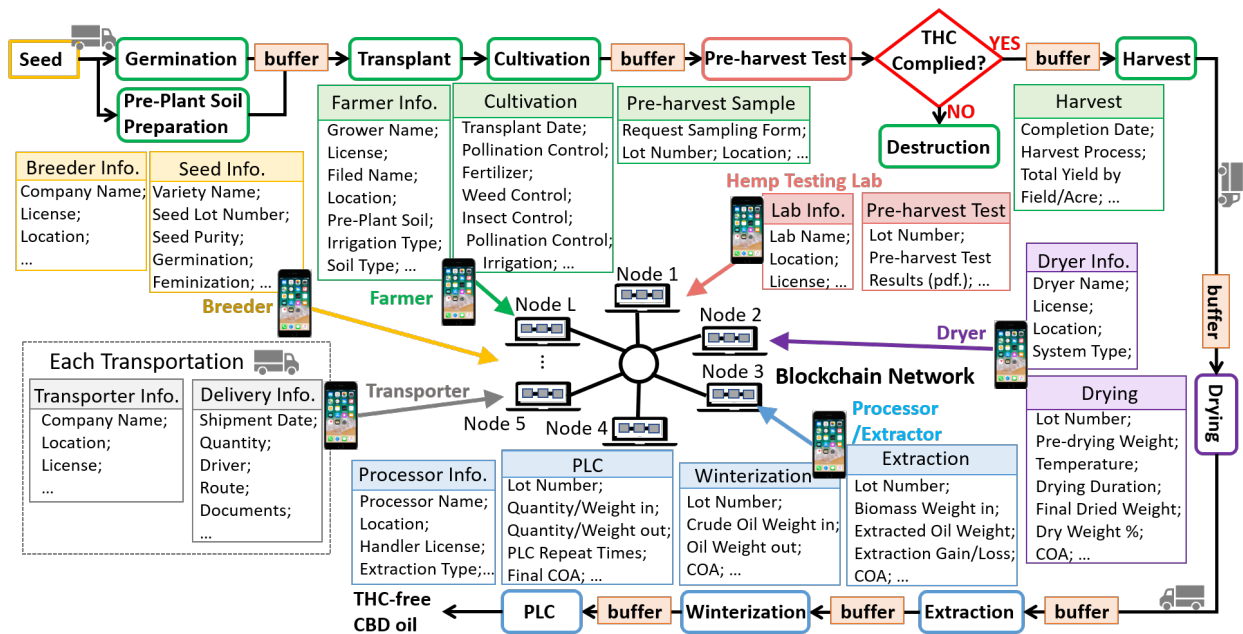 Seed
Germination
buffer
Transplant
Cultivation
buffer
Pre-harvest Test
THC
Complied?
YES
buffer
Harvest
Pre-Plant Soil
Preparation
NO
Destruction
Breeder Info.
Company Name;
License;
Location;
...
Seed Info.
Variety Name;
Seed Lot Number;
Seed Purity;
Germination;
Feminization; ...
Farmer Info.
Grower Name;
License;
Filed Name;
Location;
Pre-Plant Soil;
Irrigation Type;
Soil Type; ...
Cultivation
Transplant Date;
Pollination Control;
Fertilizer;
Weed Control;
Insect Control;
Pollination Control;
Irrigation; ...
Pre-harvest Sample
Request Sampling Form;
Lot Number; Location; ...
Harvest
Completion Date;
Harvest Process;
Total Yield by
Field/Acre; ...
Hemp Testing Lab
Lab Info.
Lab Name;
Location;
License; ...
Pre-harvest Test
Lot Number;
Pre-harvest Test
Results (pdf.); ...
Dryer Info.
Dryer Name;
License;
Location;
System Type;
buffer
Breeder
Farmer
Node L
Node 1
Node 2
Dryer
...
Node 3
Blockchain Network
Node 5
Node 4
Each Transportation
Transporter Info.
Company Name;
Location;
License;
...
Delivery Info.
Shipment Date;
Quantity;
Driver;
Route;
Documents;
...
Transporter
Processor
/Extractor
Drying
Lot Number;
Pre-drying Weight;
Temperature;
Drying Duration;
Final Dried Weight;
Dry Weight %;
COA; ...
Drying
Processor Info.
Processor Name;
Location;
Handler License;
Extraction Type;...
PLC
Lot Number;
Quantity/Weight in;
Quantity/Weight out;
PLC Repeat Times;
Final COA; ...
Winterization
Lot Number;
Crude Oil Weight in;
Oil Weight out;
COA; ...
Extraction
Lot Number;
Biomass Weight in;
Extracted Oil Weight;
Extraction Gain/Loss;
COA; ...
THC-free
CBD oil
PLC
buffer
Winterization
buffer
Extraction
buffer